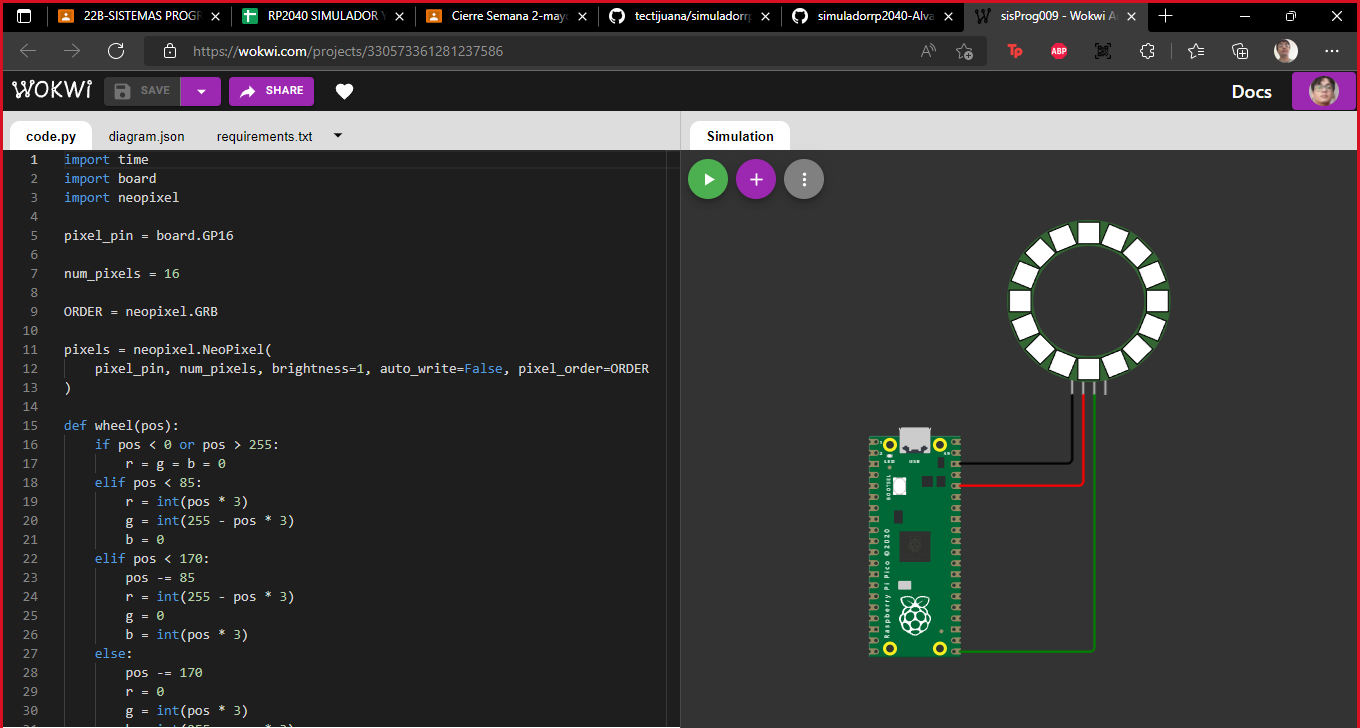 22B-SISTEMAS PROGR
RP2040 SIMULADOR Y
Cierre Semana 2-mayo
tectijuana/simuladorrp
simuladorrp2040-Alva
sisProg009 - Wokwi A
https://wokwi.com/projects/330573361281237586
A
Tp
ABP
WOKWi
SAVE
SHARE
Docs
code.py
diagram.json
requirements.txt
Simulation
1 import time
2 import board
3 import neopixel
4
5 pixel_pin = board.GP16
6
7 num_pixels = 16
8
9 ORDER = neopixel.GRB
10
11 pixels = neopixel.NeoPixel(
12     pixel_pin, num_pixels, brightness=1, auto_write=False, pixel_order=ORDER
13 )
14
15 def wheel(pos):
16     if pos < 0 or pos > 255:
17         r = g = b = 0
18     elif pos < 85:
19         r = int(pos * 3)
20         g = int(255 - pos * 3)
21         b = 0
22     elif pos < 170:
23         pos -= 85
24         r = int(255 - pos * 3)
25         g = 0
26         b = int(pos * 3)
27     else:
28         pos -= 170
29         r = 0
30         g = int(pos * 3)
LED
USB
BOOTSEL
Raspberry Pi Pico ©2020